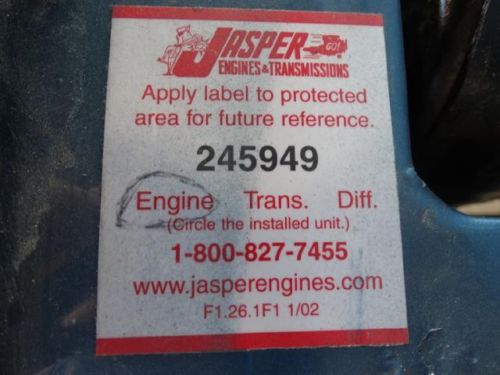 JASPER
GO!
ENGINES & TRANSMISSIONS
Apply label to protected
area for future reference.
245949
Engine Trans. Diff.
(Circle the installed unit.)
1-800-827-7455
www.jasperengines.com
F1.26.1F1 1/02